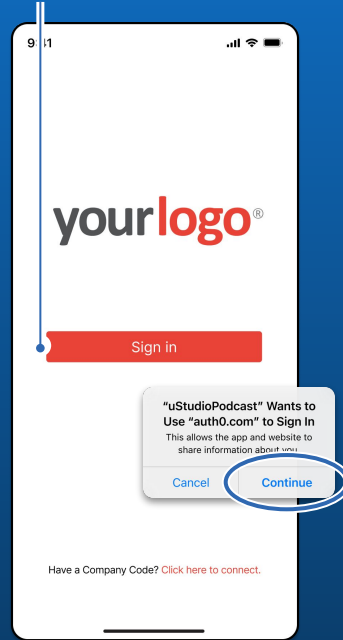 9:41
yourlogo®
Sign in
“uStudioPodcast” Wants to
Use “auth0.com” to Sign In
This allows the app and website to
share information about you
Cancel
Continue
Have a Company Code? Click here to connect.